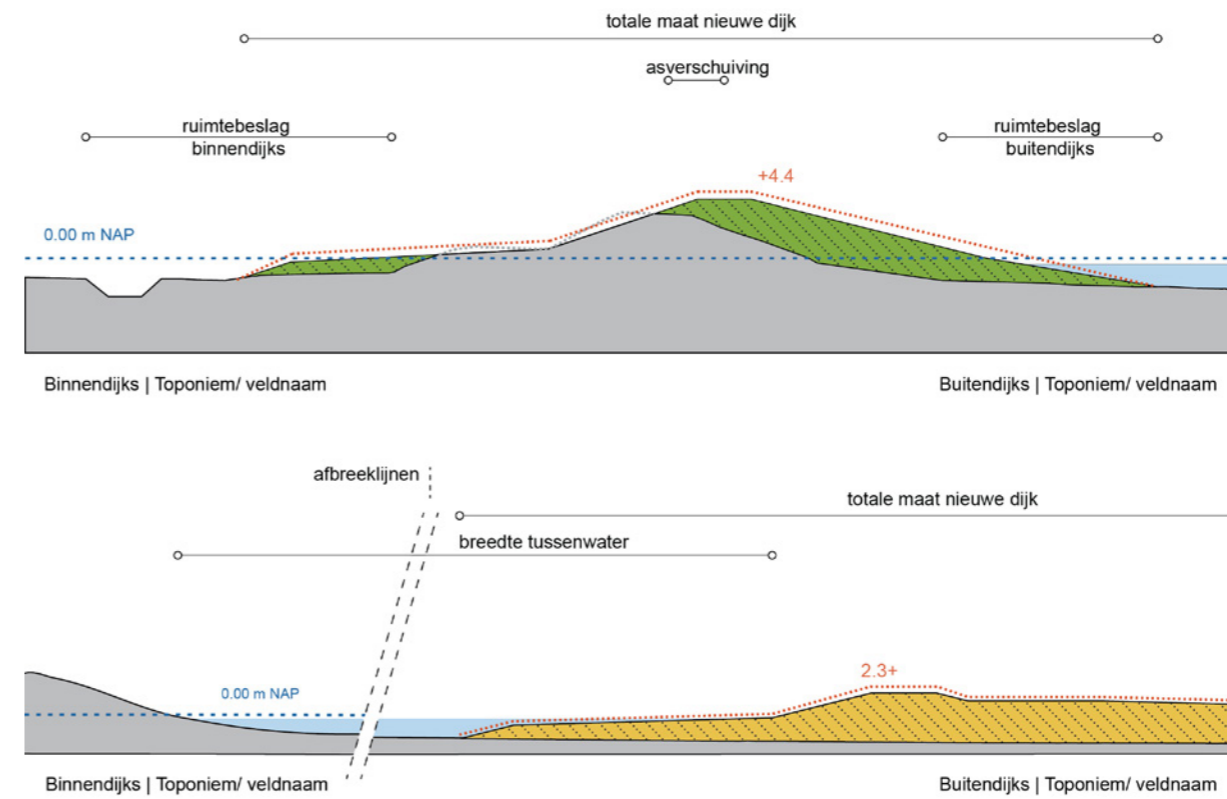 totale maat nieuwe dijk
asverschuiving
ruimtebeslag
binnendijks
ruimtebeslag
buitendijks
+4.4
0.00 m NAP
Binnendijks | Toponiem/ veldnaam
Buitendijks | Toponiem/ veldnaam
afbreeklijnen
totale maat nieuwe dijk
breedte tussenwater
2.3+
0.00 m NAP
Binnendijks | Toponiem/ veldnaam
Buitendijks | Toponiem/ veldnaam